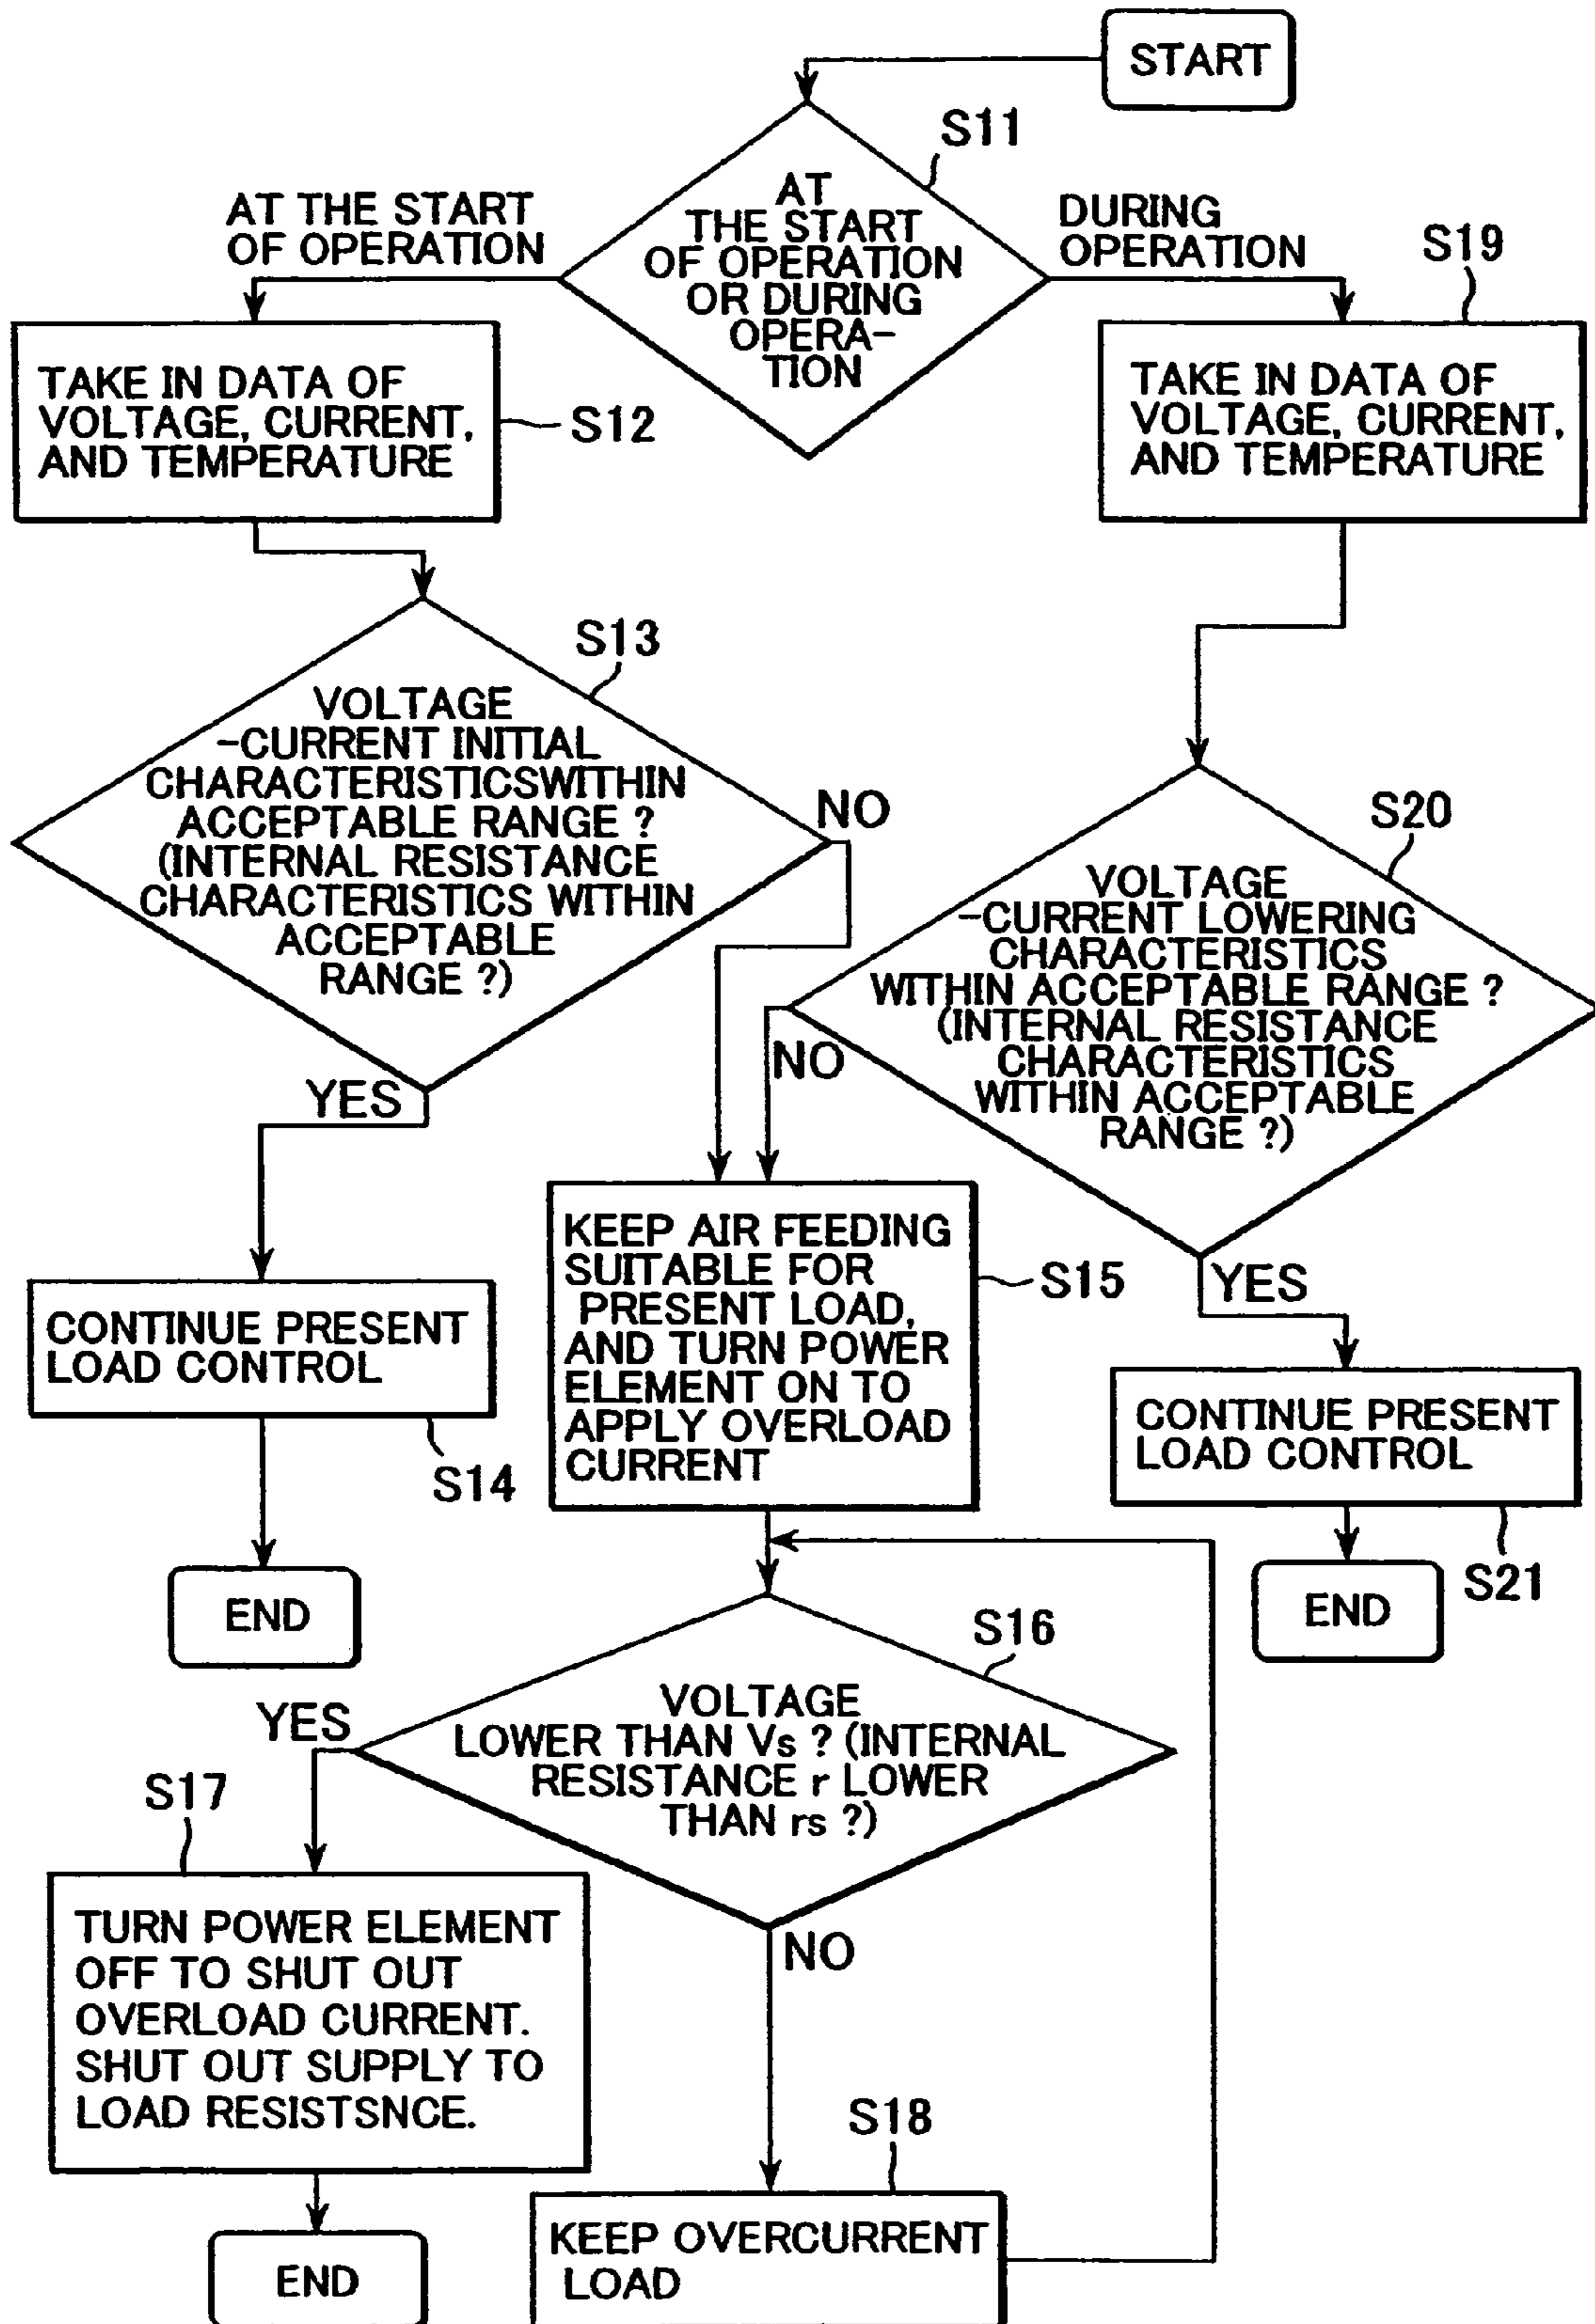 START
S11
AT
THE START
OF OPERATION
OR DURING
OPERA-
TION
AT THE START
OF OPERATION
DURING
OPERATION
S19
TAKE IN DATA OF
VOLTAGE, CURRENT,
AND TEMPERATURE
S12
TAKE IN DATA OF
VOLTAGE, CURRENT,
AND TEMPERATURE
S13
VOLTAGE
-CURRENT INITIAL
CHARACTERISTICSWITHIN
ACCEPTABLE RANGE ?
(INTERNAL RESISTANCE
CHARACTERISTICS WITHIN
ACCEPTABLE
RANGE ?)
NO
YES
S20
VOLTAGE
-CURRENT LOWERING
CHARACTERISTICS
WITHIN ACCEPTABLE RANGE ?
(INTERNAL RESISTANCE
CHARACTERISTICS
WITHIN ACCEPTABLE
RANGE ?)
NO
YES
KEEP AIR FEEDING
SUITABLE FOR
PRESENT LOAD,
AND TURN POWER
ELEMENT ON TO
APPLY OVERLOAD
CURRENT
S15
CONTINUE PRESENT
LOAD CONTROL
S14
END
CONTINUE PRESENT
LOAD CONTROL
S21
END
S16
VOLTAGE
LOWER THAN Vs ? (INTERNAL
RESISTANCE r LOWER
THAN rs ?)
YES
NO
S17
TURN POWER ELEMENT
OFF TO SHUT OUT
OVERLOAD CURRENT.
SHUT OUT SUPPLY TO
LOAD RESISTSNCE.
END
S18
KEEP OVERCURRENT
LOAD